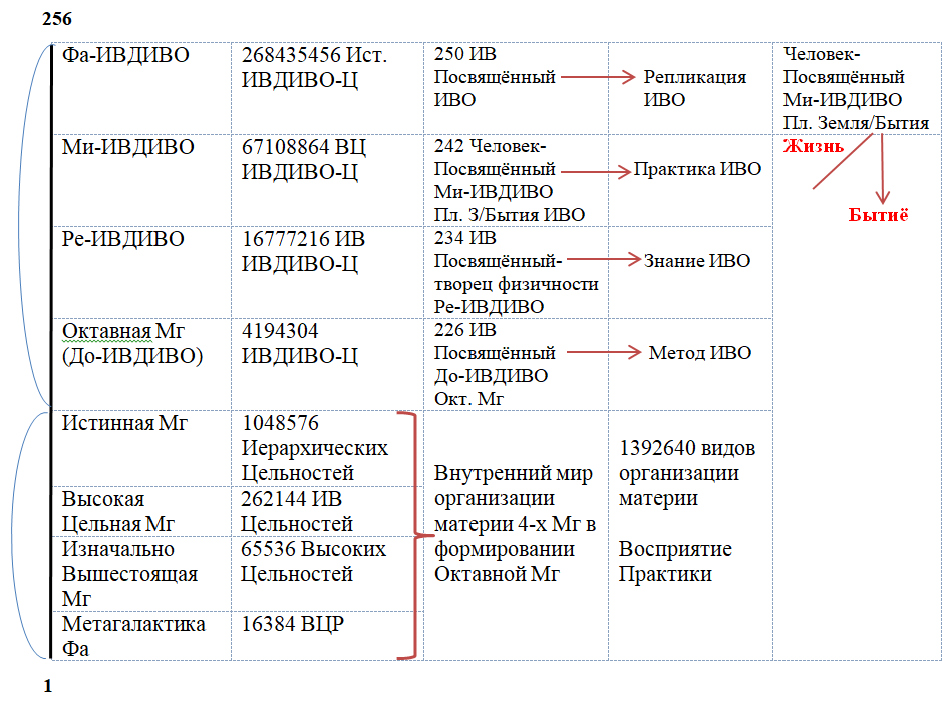 256
Фа-ИВДИВО
268435456 Ист.
ИВДИВО-Ц
250 ИВ
Посвящённый
ИВО
Репликация
ИВО
Человек-
Посвящённый
Ми-ИВДИВО
Пл. Земля/Бытия
Ми-ИВДИВО
67108864 ВЦ
ИВДИВО-Ц
242 Человек-
Посвящённый
Ми-ИВДИВО
Пл. З/Бытия ИВО
Практика ИВО
Жизнь
Бытиё
Ре-ИВДИВО
16777216 ИВ
ИВДИВО-Ц
234 ИВ
Посвящённый-
творец физичности
Ре-ИВДИВО
Знание ИВО
Октавная Мг
(До-ИВДИВО)
4194304
ИВДИВО-Ц
226 ИВ
Посвящённый
До-ИВДИВО
Окт. Мг
Метод ИВО
Истинная Мг
1048576
Иерархических
Цельностей
Высокая
Цельная Мг
262144 ИВ
Цельностей
Изначально
Вышестоящая
Мг
65536 Высоких
Цельностей
Метагалактика
Фа
16384 ВЦР
Внутренний мир
организации
материи 4-х Мг в
формировании
Октавной Мг
1392640 видов
организации
материи
Восприятие
Практики
1